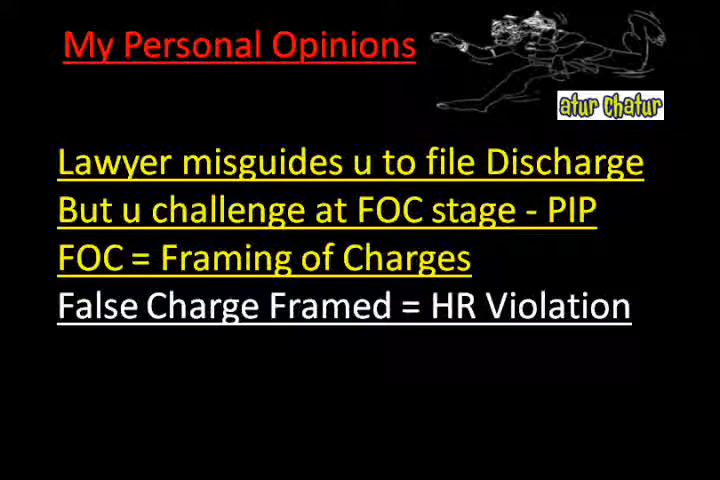 My Personal Opinions
atur chatur
Lawyer misguides u to file Discharge
But u challenge at FOC stage - PIP
FOC = Framing of Charges
False Charge Framed = HR Violation